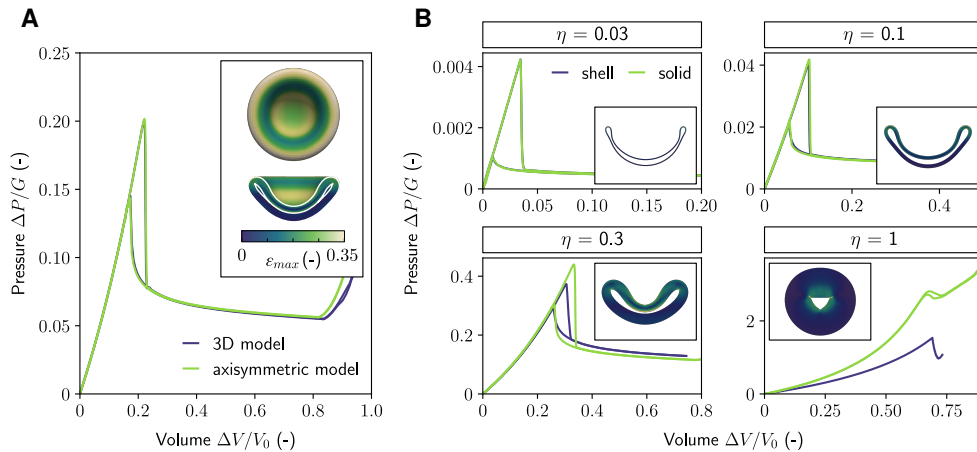 A
Pressure ΔP/G (-)
0.25
0.20
0.15
0.10
0.05
0
0
0.2
0.4
0.6
0.8
1.0
Volume ΔV/V₀ (-)
0
0.35
εₘₐₓ (-)
3D model
axisymmetric model
B
η = 0.03
Pressure ΔP/G (-)
0.004
0.002
0
0
0.05
0.10
0.15
0.20
shell
solid
η = 0.1
0.04
0.02
0
0
0.2
0.4
η = 0.3
Pressure ΔP/G (-)
0.4
0.2
0
0
0.2
0.4
0.6
0.8
η = 1
2
0
0
0.25
0.50
0.75
Volume ΔV/V₀ (-)